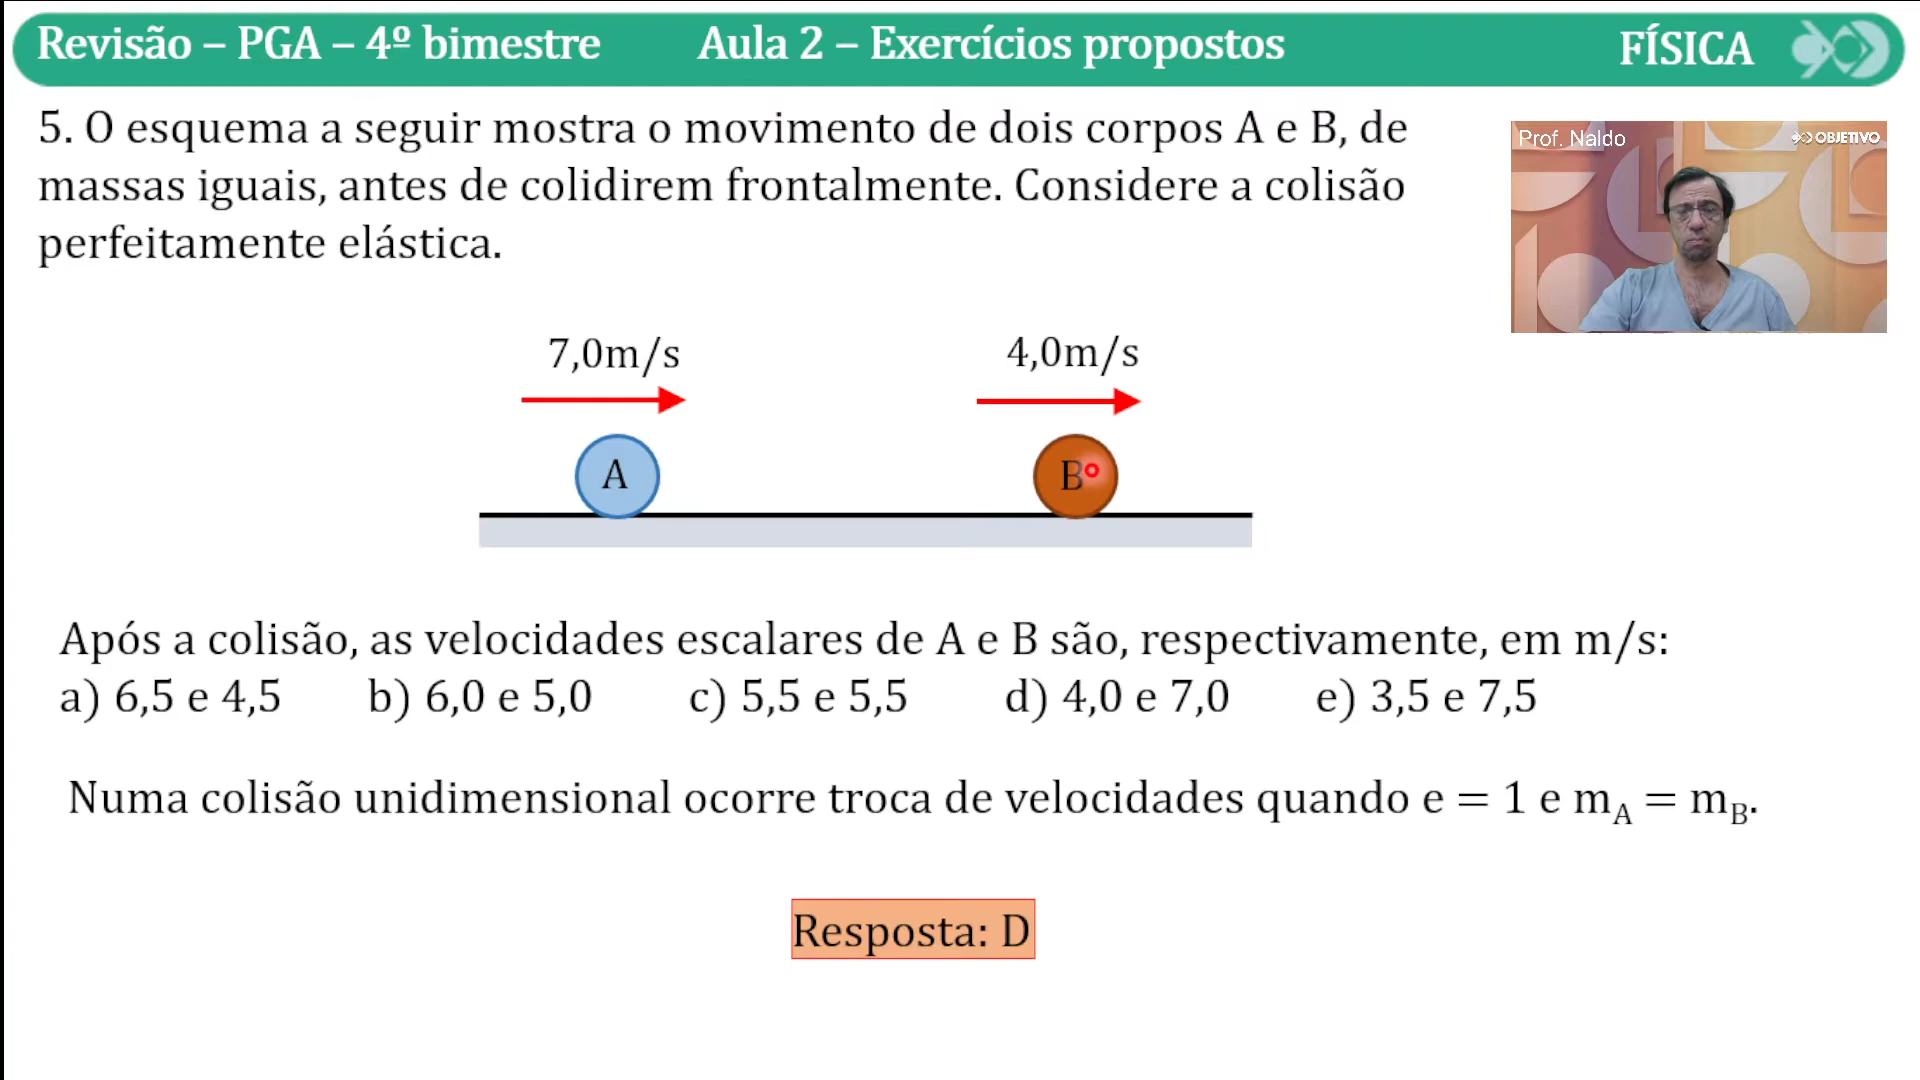 Revisão – PGA – 4º bimestre Aula 2 – Exercícios propostos FÍSICA
5. O esquema a seguir mostra o movimento de dois corpos A e B, de
massas iguais, antes de colidirem frontalmente. Considere a colisão
perfeitamente elástica.
Prof. Naldo OBJETIVO
7,0m/s 4,0m/s
A B
Após a colisão, as velocidades escalares de A e B são, respectivamente, em m/s:
a) 6,5 e 4,5 b) 6,0 e 5,0 c) 5,5 e 5,5 d) 4,0 e 7,0 e) 3,5 e 7,5
Numa colisão unidimensional ocorre troca de velocidades quando e = 1 e m_A = m_B.
Resposta: D